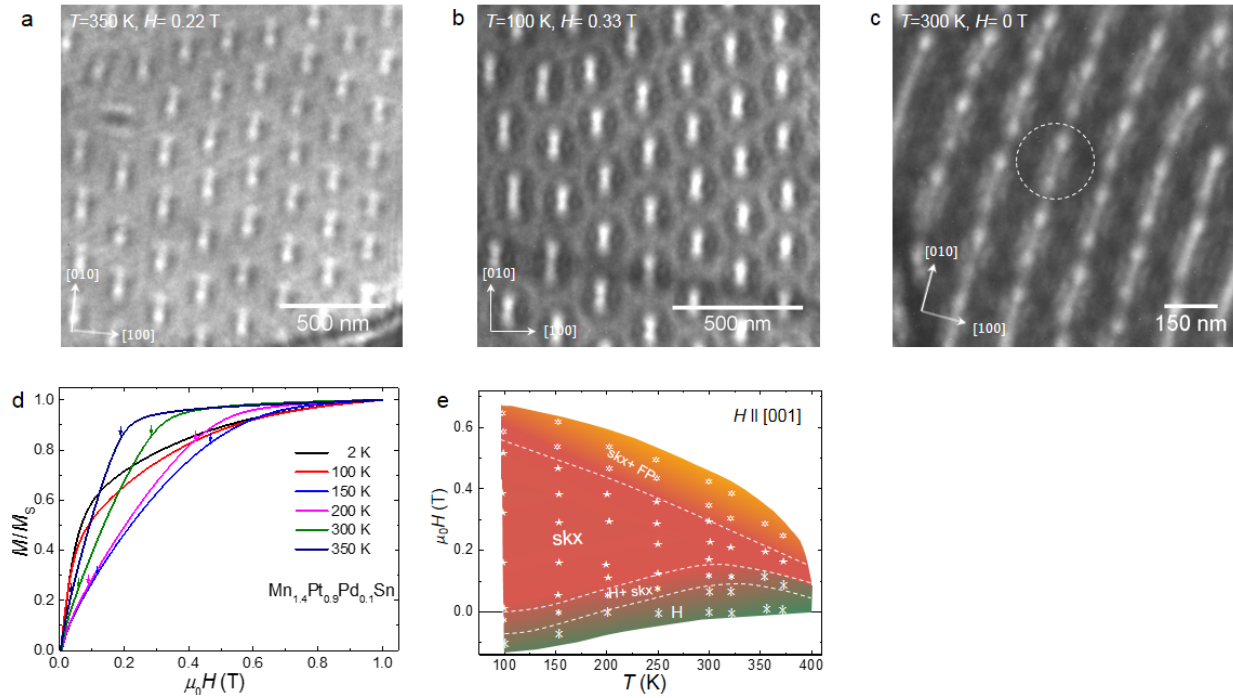 a
T=350 K, H= 0.22 T
[010]
[100]
500 nm
b
T=100 K, H= 0.33 T
[010]
[100]
500nm
c
T=300 K, H= 0 T
[010]
[100]
150 nm
d
M/M_S
1.0
0.8
0.6
0.4
0.2
0.0
2 K
100 K
150 K
200 K
300 K
350 K
Mn1.4Pt0.9Pd0.1Sn
0.0 0.2 0.4 0.6 0.8 1.0
μ0H (T)
e
H ll [001]
μ0H (T)
0.6
0.4
0.2
0.0
skx+ FP
skx
H+ skx
H
100 150 200 250 300 350 400
T (K)